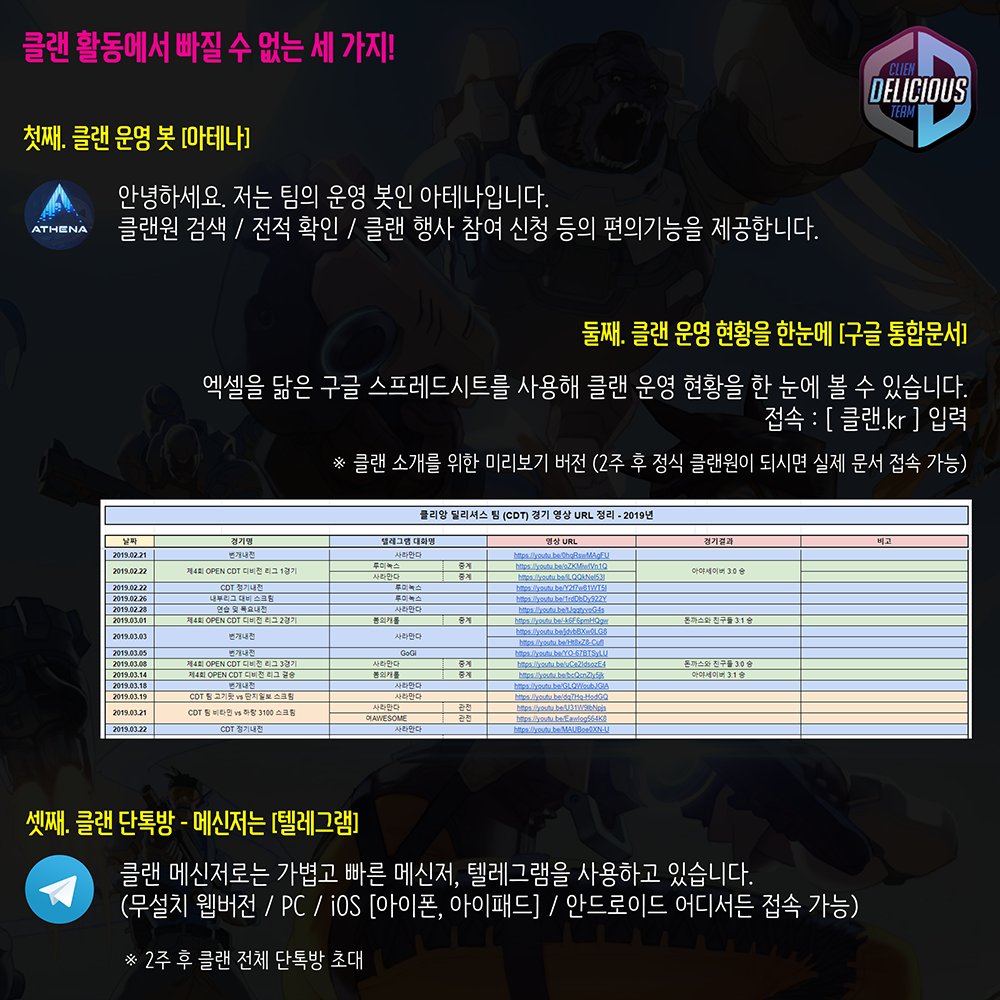 클랜 활동에서 빠질 수 없는 세 가지!
CLIEN
DELICIOUS
TEAM
첫째. 클랜 운영 봇 [아테나]
ATHENA
안녕하세요. 저는 팀의 운영 봇인 아테나입니다.
클랜원 검색 / 전적 확인 / 클랜 행사 참여 신청 등의 편의기능을 제공합니다.
둘째. 클랜 운영 현황을 한눈에 [구글 통합문서]
엑셀을 닮은 구글 스프레드시트를 사용해 클랜 운영 현황을 한 눈에 볼 수 있습니다.
접속 : [ 클랜.kr ] 입력
※ 클랜 소개를 위한 미리보기 버전 (2주 후 정식 클랜원이 되시면 실제 문서 접속 가능)
클리앙 딜리셔스 팀 (CDT) 경기 영상 URL 정리 - 2019년
날짜 경기명 텔레그램 대화명 영상 URL 경기결과 비고
2019.02.21 번개내전 사라만다 https://youtu.be/0hqRswMAgFU
2019.02.22 제4회 OPEN CDT 디비전 리그 1경기 루미녹스 중계 https://youtu.be/oZKMiwIVn1Q 아야세이버 3:0 승
사라만다 중계 https://youtu.be/ILQQkNel53I
2019.02.22 CDT 정기내전 루미녹스 https://youtu.be/Y2f7w61WT5I
2019.02.26 내부리그 대비 스크림 루미녹스 https://youtu.be/1rdDbDy922Y
2019.02.28 연습 및 목요내전 사라만다 https://youtu.be/tJqqtyvoG4s
2019.03.01 제4회 OPEN CDT 디비전 리그 2경기 봄의캐롤 중계 https://youtu.be/-k6F6pmHQgw 돈까스와 친구들 3:1 승
2019.03.03 번개내전 사라만다 https://youtu.be/jdvbBXw0LG8
https://youtu.be/Ht8xZ8-CufI
2019.03.05 번개내전 GoGi https://youtu.be/YO-67BTSyLU
2019.03.08 제4회 OPEN CDT 디비전 리그 3경기 사라만다 중계 https://youtu.be/uCe2IdsozE4 돈까스와 친구들 3:0 승
2019.03.14 제4회 OPEN CDT 디비전 리그 결승 봄의캐롤 중계 https://youtu.be/bcQcnZly5jk 아야세이버 3:1 승
2019.03.18 번개내전 사라만다 https://youtu.be/GLQWoubJGIA
2019.03.19 CDT 팀 고기팟 vs 딴지일보 스크림 사라만다 https://youtu.be/dq7Hq-HodGQ
2019.03.21 CDT 팀 비타민 vs 하랑 3100 스크림 사라만다 관전 https://youtu.be/U31W9lbNpjs
여AWESOME 관전 https://youtu.be/Eawlog564K8
2019.03.22 CDT 정기내전 사라만다 https://youtu.be/MAUBoe0XN-U
셋째. 클랜 단톡방 - 메신저는 [텔레그램]
클랜 메신저로는 가볍고 빠른 메신저, 텔레그램을 사용하고 있습니다.
(무설치 웹버전 / PC / iOS [아이폰, 아이패드] / 안드로이드 어디서든 접속 가능)
※ 2주 후 클랜 전체 단톡방 초대